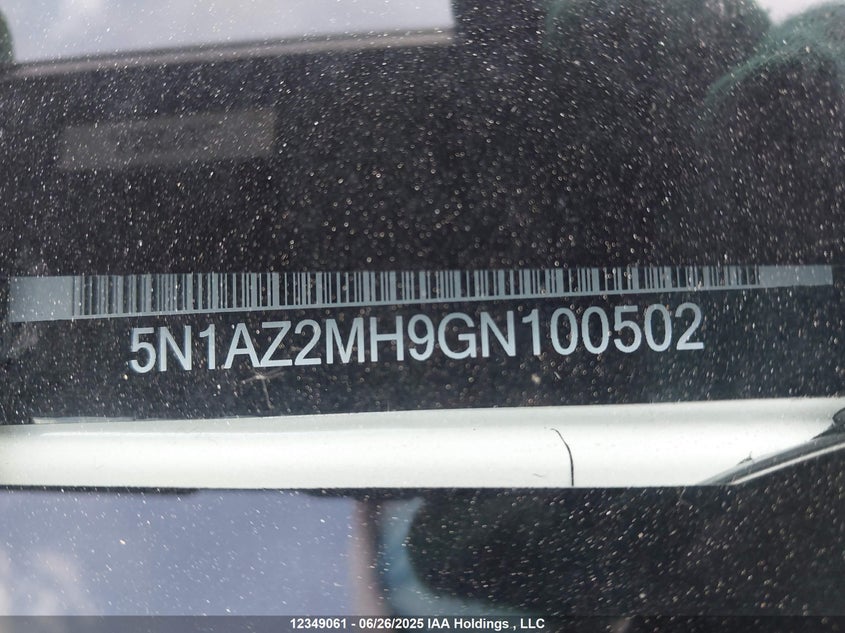 5N1AZ2MH9GN100502
12349061 - 06/26/2025 IAA Holdings , LLC